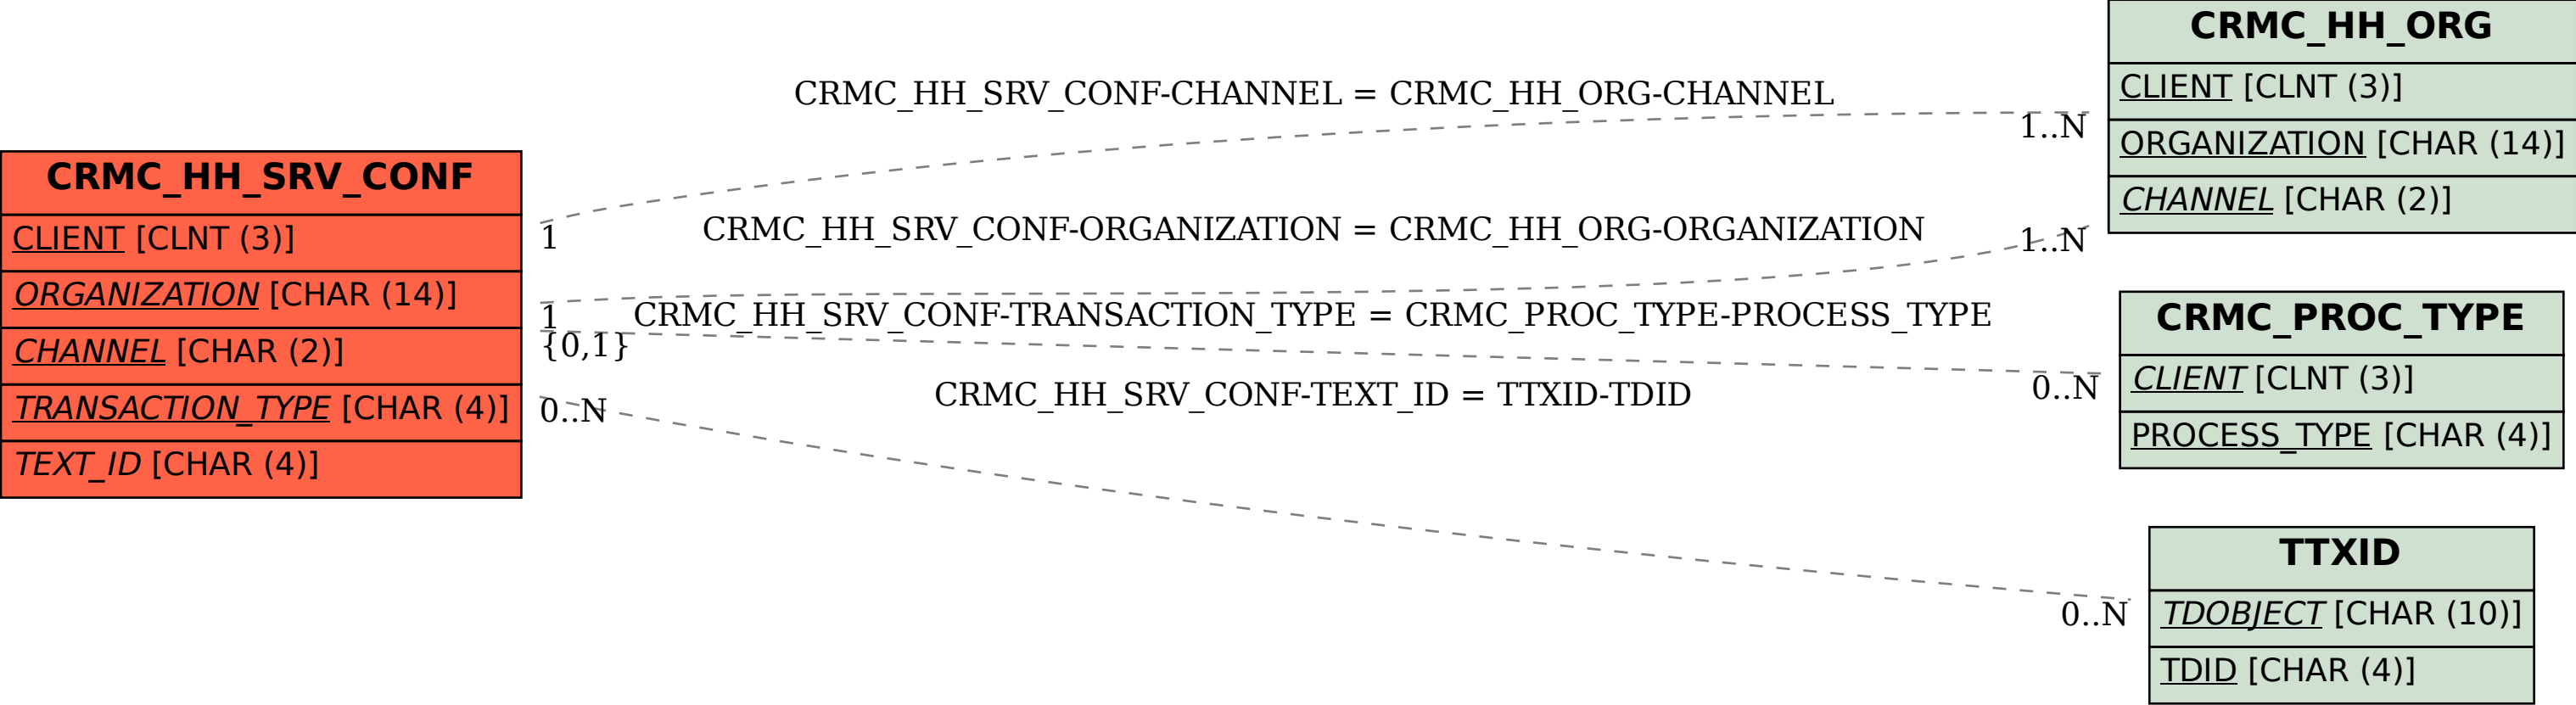 CRMC_HH_SRV_CONF
CLIENT [CLNT (3)]
ORGANIZATION [CHAR (14)]
CHANNEL [CHAR (2)]
TRANSACTION_TYPE [CHAR (4)]
TEXT_ID [CHAR (4)]
CRMC_HH_SRV_CONF-CHANNEL = CRMC_HH_ORG-CHANNEL
1
1..N
CRMC_HH_SRV_CONF-ORGANIZATION = CRMC_HH_ORG-ORGANIZATION
1
1..N
CRMC_HH_SRV_CONF-TRANSACTION_TYPE = CRMC_PROC_TYPE-PROCESS_TYPE
{0,1}
0..N
CRMC_HH_SRV_CONF-TEXT_ID = TTXID-TDID
0..N
0..N
CRMC_HH_ORG
CLIENT [CLNT (3)]
ORGANIZATION [CHAR (14)]
CHANNEL [CHAR (2)]
CRMC_PROC_TYPE
CLIENT [CLNT (3)]
PROCESS_TYPE [CHAR (4)]
TTXID
TDOBJECT [CHAR (10)]
TDID [CHAR (4)]